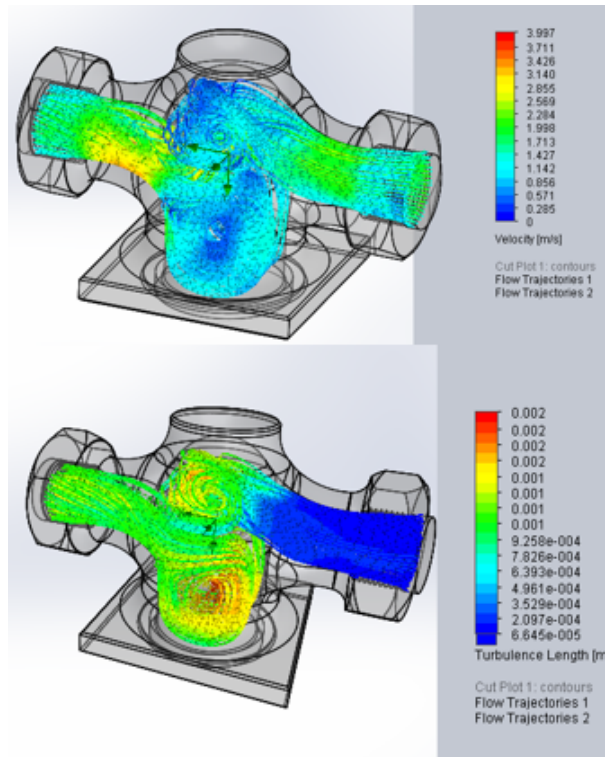 3.997
3.711
3.426
3.140
2.855
2.569
2.284
1.998
1.713
1.427
1.142
0.856
0.571
0.285
0
Velocity [m/s]
Cut Plot 1: contours
Flow Trajectories 1
Flow Trajectories 2
0.002
0.002
0.002
0.002
0.001
0.001
0.001
0.001
9.258e-004
7.826e-004
6.393e-004
4.961e-004
3.529e-004
2.097e-004
6.645e-005
Turbulence Length [m
Cut Plot 1: contours
Flow Trajectories 1
Flow Trajectories 2